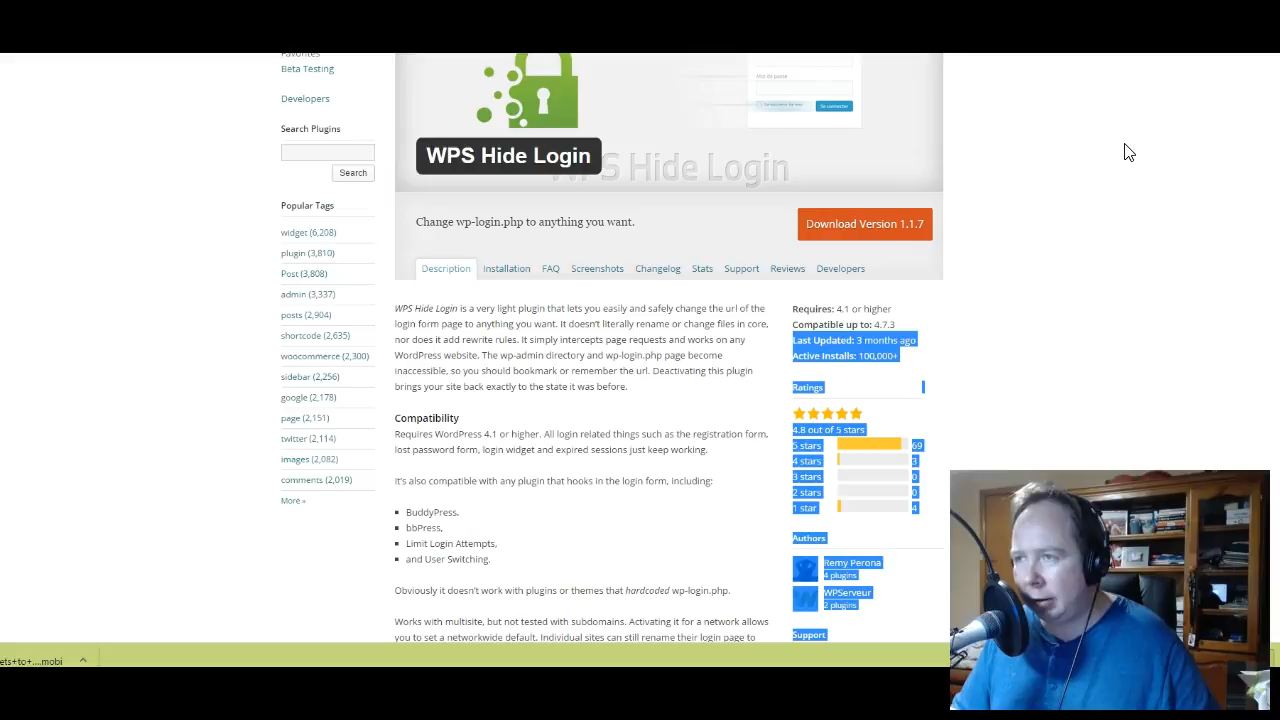 Favorites
Beta Testing
Developers
Search Plugins
Search
Popular Tags
widget (6,208)
plugin (3,810)
Post (3,808)
admin (3,337)
posts (2,904)
shortcode (2,635)
woocommerce (2,300)
sidebar (2,256)
google (2,178)
page (2,151)
twitter (2,114)
images (2,082)
comments (2,019)
More »
Mot de passe
Se connecter
WPS Hide Login
WPS Hide Login
Change wp-login.php to anything you want.
Download Version 1.1.7
Description Installation FAQ Screenshots Changelog Stats Support Reviews Developers
WPS Hide Login is a very light plugin that lets you easily and safely change the url of the
login form page to anything you want. It doesn't literally rename or change files in core,
nor does it add rewrite rules. It simply intercepts page requests and works on any
WordPress website. The wp-admin directory and wp-login.php page become
inaccessible, so you should bookmark or remember the url. Deactivating this plugin
brings your site back exactly to the state it was before.
Compatibility
Requires WordPress 4.1 or higher. All login related things such as the registration form,
lost password form, login widget and expired sessions just keep working.
It's also compatible with any plugin that hooks in the login form, including:
BuddyPress,
bbPress,
Limit Login Attempts,
and User Switching.
Obviously it doesn't work with plugins or themes that hardcoded wp-login.php.
Works with multisite, but not tested with subdomains. Activating it for a network allows
you to set a networkwide default. Individual sites can still rename their login page to
Requires: 4.1 or higher
Compatible up to: 4.7.3
Last Updated: 3 months ago
Active Installs: 100,000+
Ratings
4.8 out of 5 stars
5 stars 69
4 stars 3
3 stars 0
2 stars 0
1 star 4
Authors
Remy Perona
4 plugins
WPServeur
2 plugins
Support
ets+to+....mobi